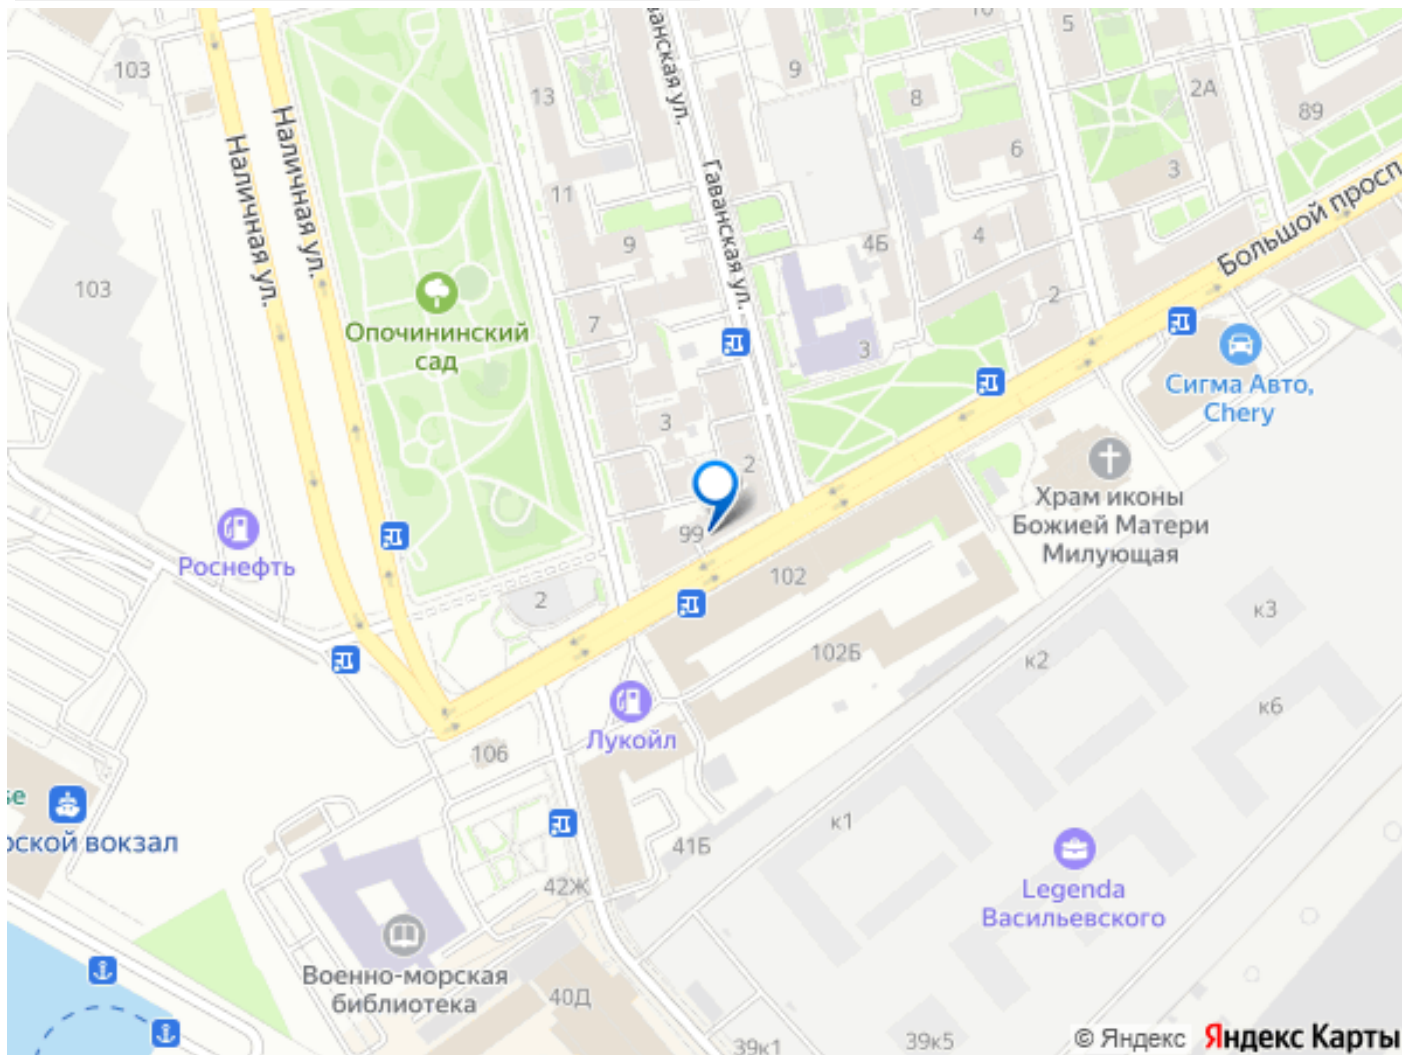 103
10
5
ванская ул.
9
2А
8
89
13
Наличная ул.
Наличная ул.
6
3
Гаванская ул.
11
Большой просп
9
4Б
4
103
2
Опочининский
сад
7
3
Сигма Авто,
Chery
3
2
Храм иконы
Божией Матери
Милующая
99
Роснефть
102
2
к3
102Б
к2
к6
Лукойл
106
se
рской вокзал
к1
41Б
42Ж
Legenda
Васильевского
Военно-морская
библиотека
40Д
39к1
39к5
© Яндекс Яндекс Карты